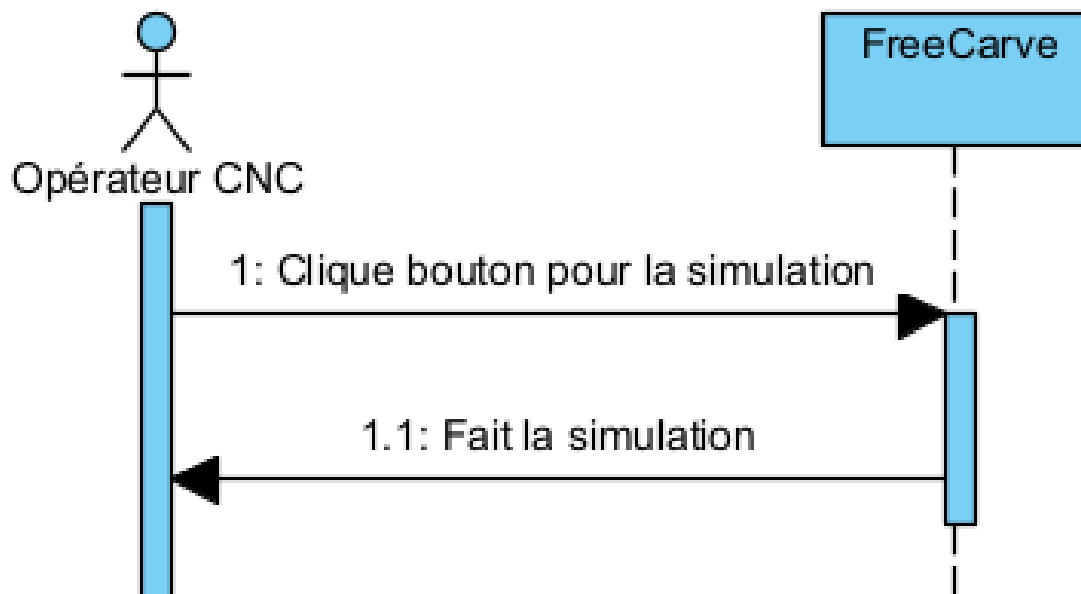 FreeCarve
Opérateur CNC
1: Clique bouton pour la simulation
1.1: Fait la simulation